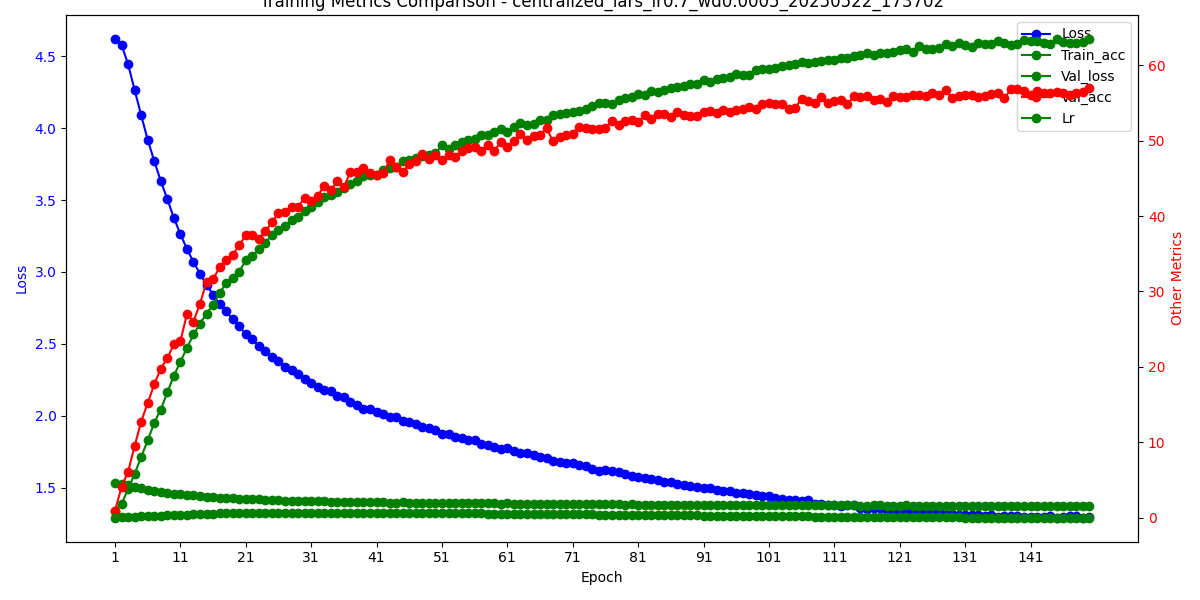 Training Metrics Comparison - centralized_lars_lr0.7_wd0.0005_20250522_173702
Loss
Train_acc
Val_loss
Val_acc
Lr
4.5
4.0
3.5
3.0
2.5
2.0
1.5
Loss
60
50
40
30
20
10
0
Other Metrics
1 11 21 31 41 51 61 71 81 91 101 111 121 131 141
Epoch